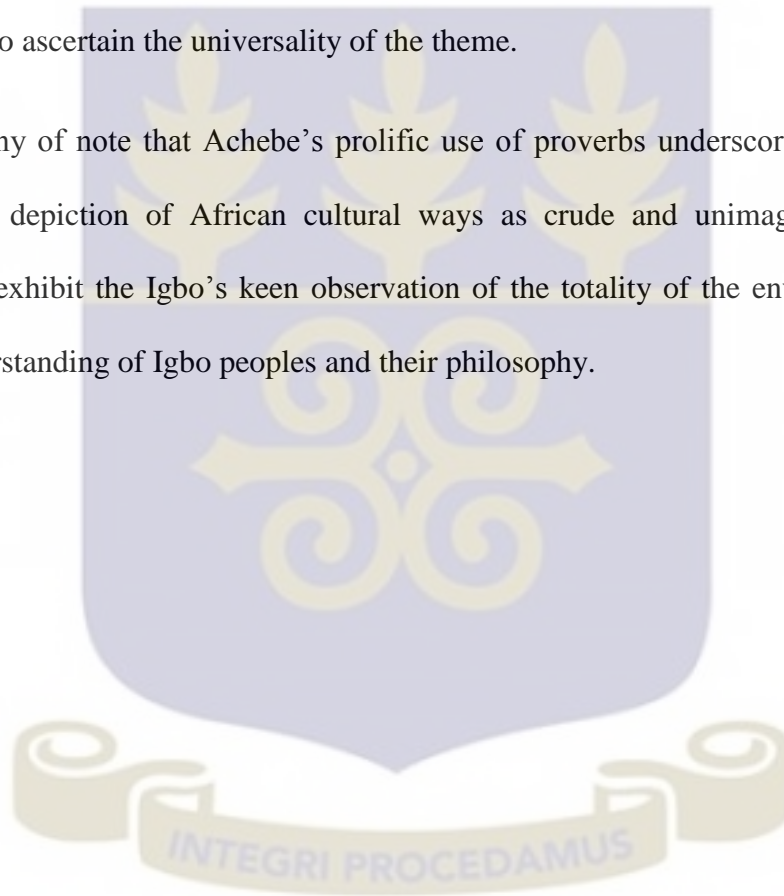 o ascertain the universality of the theme.
ny of note that Achebe’s prolific use of proverbs underscor
depiction of African cultural ways as crude and unimag
exhibit the Igbo’s keen observation of the totality of the en
rstanding of Igbo peoples and their philosophy.
INTEGRI PROCEDAMUS